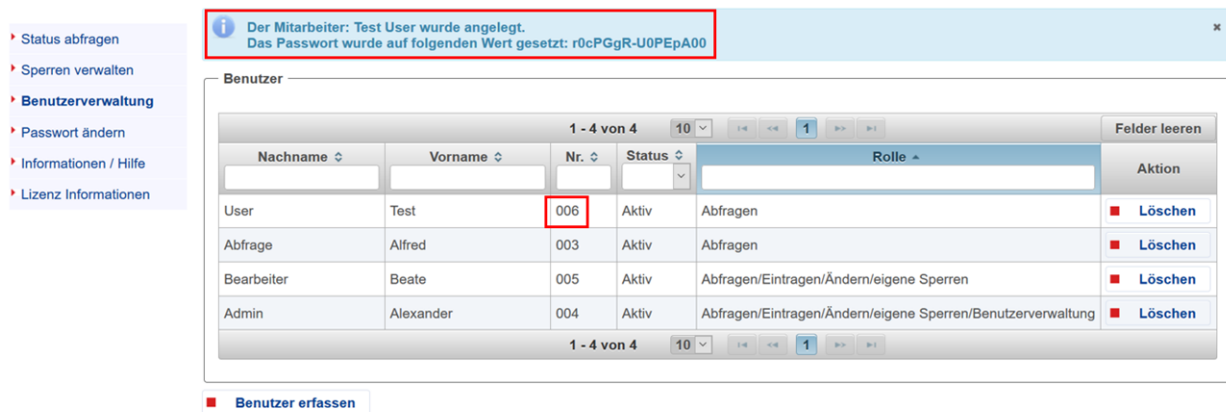 Status abfragen
Sperren verwalten
Benutzerverwaltung
Passwort ändern
Informationen / Hilfe
Lizenz Informationen
Der Mitarbeiter: Test User wurde angelegt.
Das Passwort wurde auf folgenden Wert gesetzt: r0cPGgR-U0PEpA00
Benutzer
1 - 4 von 4 10 1 Felder leeren
Nachname Vorname Nr. Status Rolle Aktion
User Test 006 Aktiv Abfragen Löschen
Abfrage Alfred 003 Aktiv Abfragen Löschen
Bearbeiter Beate 005 Aktiv Abfragen/Eintragen/Ändern/eigene Sperren Löschen
Admin Alexander 004 Aktiv Abfragen/Eintragen/Ändern/eigene Sperren/Benutzerverwaltung Löschen
1 - 4 von 4 10 1
Benutzer erfassen